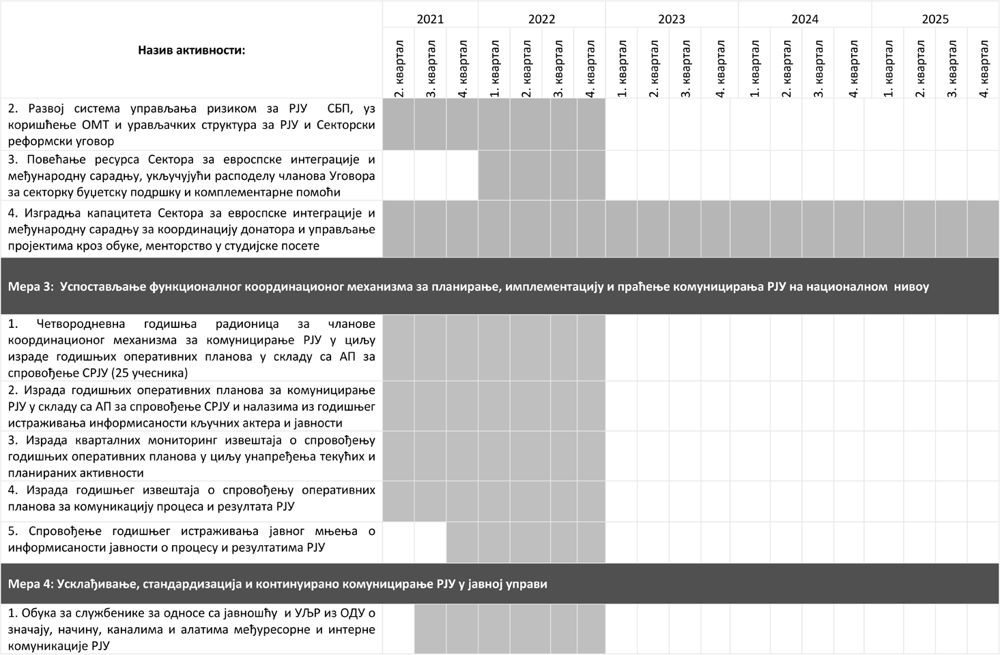 Назив активности:
2021
2022
2023
2024
2025
2. квартал
3. квартал
4. квартал
1. квартал
2. квартал
3. квартал
4. квартал
1. квартал
2. квартал
3. квартал
4. квартал
1. квартал
2. квартал
3. квартал
4. квартал
1. квартал
2. квартал
3. квартал
4. квартал
2. Развој система управљања ризиком за РЈУ СБП, уз
коришћење ОМТ и урављачких структура за РЈУ и Секторски
реформски уговор
3. Повећање ресурса Сектора за евроспке интеграције и
међународну сарадњу, укључујући расподелу чланова Уговора
за секторку буџетску подршку и комплементарне помоћи
4. Изградња капацитета Сектора за евроспке интеграције и
међународну сарадњу за координацију донатора и управљање
пројектима кроз обуке, менторство у студијске посете
Мера 3: Успостављање функционалног координационог механизма за планирање, имплементацију и праћење комуницирања РЈУ на националном нивоу
1. Четвородневна годишња радионица за чланове
координационог механизма за комуницирање РЈУ у циљу
израде годишњих оперативних планова у складу са АП за
спровођење СРЈУ (25 учесника)
2. Израда годишњих оперативних планова за комуницирање
РЈУ у складу са АП за спровођење СРЈУ и налазима из годишњег
истраживања информисаности кључних актера и јавности
3. Израда кварталних мониторинг извештаја о спровођењу
годишњих оперативних планова у циљу унапређења текућих и
планираних активности
4. Израда годишњег извештаја о спровођењу оперативних
планова за комуникацију процеса и резултата РЈУ
5. Спровођење годишњег истраживања јавног мњења о
информисаности јавности о процесу и резултатима РЈУ
Мера 4: Усклађивање, стандардизација и континуирано комуницирање РЈУ у јавној управи
1. Обука за службенике за односе са јавношћу и УЉР из ОДУ о
значају, начину, каналима и алатима међуресорне и интерне
комуникације РЈУ